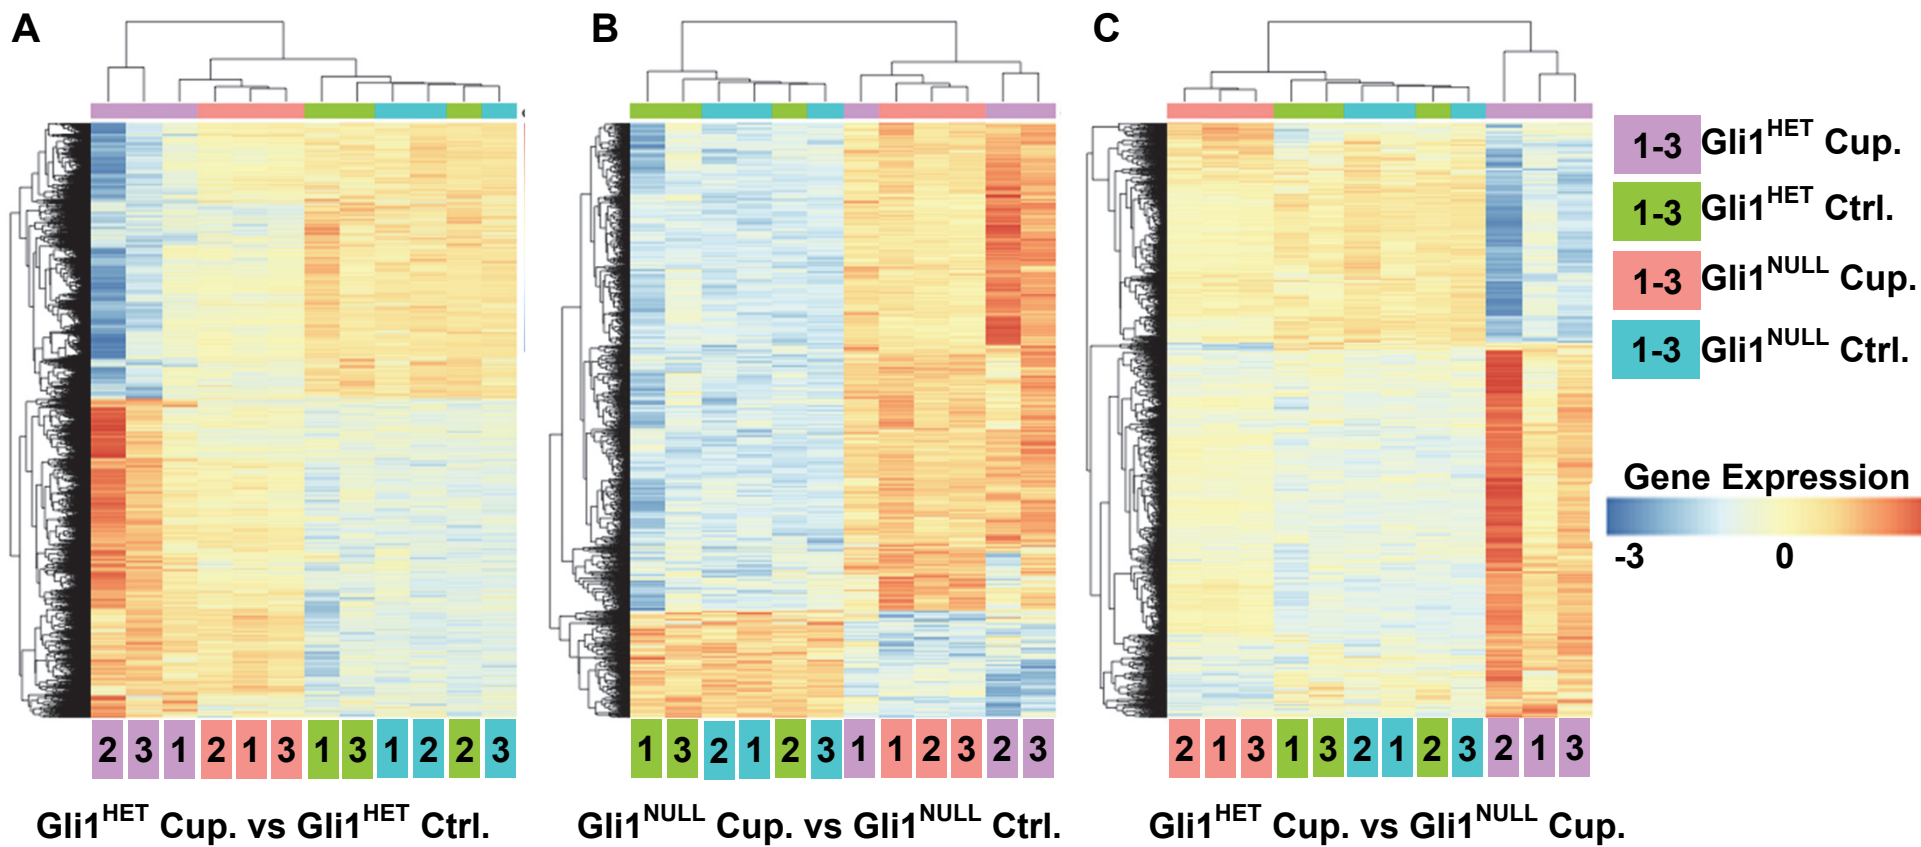 A
B
C
2 3 1 2 1 3 1 3 1 2 2 3
1 3 2 1 2 3 1 1 2 3 2 3
2 1 3 1 3 2 1 2 3 2 1 3
Gli1HET Cup. vs Gli1HET Ctrl.
Gli1NULL Cup. vs Gli1NULL Ctrl.
Gli1HET Cup. vs Gli1NULL Cup.
1-3 Gli1HET Cup.
1-3 Gli1HET Ctrl.
1-3 Gli1NULL Cup.
1-3 Gli1NULL Ctrl.
Gene Expression
-3 0